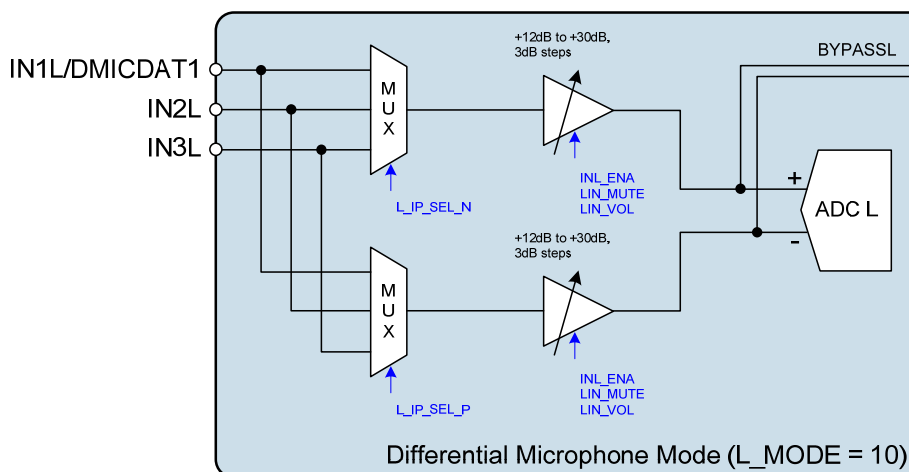 +12dB to +30dB,
3dB steps
BYPASSL
IN1L/DMICDAT1
IN2L
IN3L
M
U
X
L_IP_SEL_N
INL_ENA
LIN_MUTE
LIN_VOL
+
-
ADC L
+12dB to +30dB,
3dB steps
M
U
X
L_IP_SEL_P
INL_ENA
LIN_MUTE
LIN_VOL
Differential Microphone Mode (L_MODE = 10)